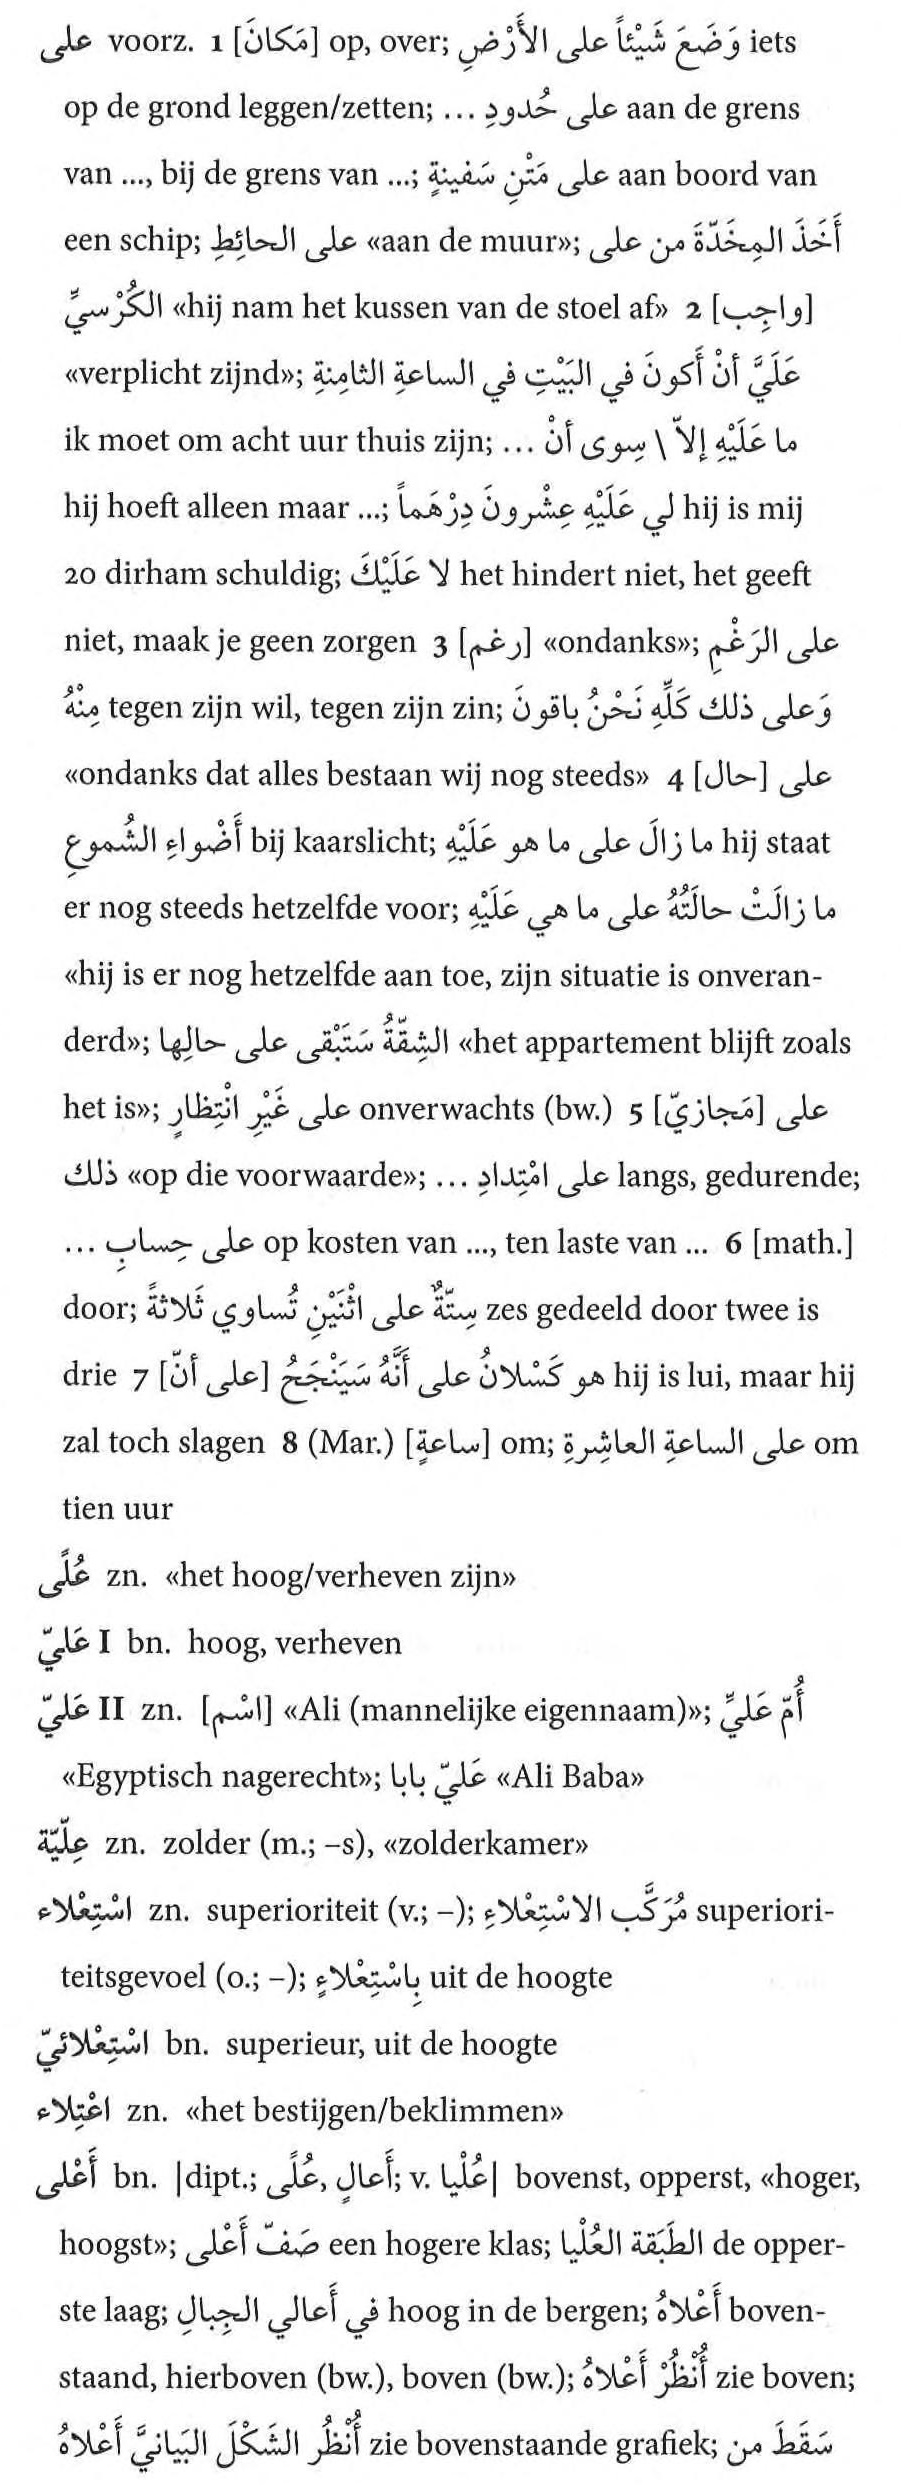 على voorz. 1 [مَكانَ] op, over; وَضَعَ شَيْئاً على الأَرْضِ iets
op de grond leggen/zetten; على حُدودِ ... aan de grens
van ..., bij de grens van ...; على مَتْنِ سَفينةٍ aan boord van
een schip; على الحائِطِ «aan de muur»; أَخَذَ المِخَدّةَ من على
الكُرْسيِّ «hij nam het kussen van de stoel af» 2 [واجِب]
«verplicht zijnd»; عَلَيَّ أنْ أَكونَ في البَيْتِ في الساعةِ الثامِنةِ
ik moet om acht uur thuis zijn; ما عَلَيْهِ إلاّ \ سِوى أنْ ...
hij hoeft alleen maar ...; لي عَلَيْهِ عِشْرونَ دِرْهَماً hij is mij
20 dirham schuldig; لا عَلَيْكَ het hindert niet, het geeft
niet, maak je geen zorgen 3 [رغم] «ondanks»; على الرَغْمِ
مِنْهُ tegen zijn wil, tegen zijn zin; وَعلى ذلك كَلِّهِ نَحْنُ باقونَ
«ondanks dat alles bestaan wij nog steeds» 4 [حال] على
أَضْواءِ الشُموعِ bij kaarslicht; ما زالَ على ما هو عَلَيْهِ hij staat
er nog steeds hetzelfde voor; ما زالَتْ حالَتُهُ على ما هي عَلَيْهِ
«hij is er nog hetzelfde aan toe, zijn situatie is onveran-
derd»; الشِقّةُ سَتَبْقى على حالِها «het appartement blijft zoals
het is»; على غَيْرِ انْتِظارٍ onverwachts (bw.) 5 [مَجازيّ] على
ذلك «op die voorwaarde»; على امْتِدادِ ... langs, gedurende;
على حِسابِ ... op kosten van ..., ten laste van ... 6 [math.]
door; سِتّةٌ على اثْنَيْنِ تُساوي ثَلاثةً zes gedeeld door twee is
drie 7 [على أنّ] هو كَسْلانُ على أَنَّهُ سَيَنْجَحُ hij is lui, maar hij
zal toch slagen 8 (Mar.) [ساعةٍ] om; على الساعةِ العاشِرةِ om
tien uur
عُلًى zn. «het hoog/verheven zijn»
عَليّ I bn. hoog, verheven
عَليّ II zn. [اسْم] «Ali (mannelijke eigennaam)»; أُمّ عَليٍّ
«Egyptisch nagerecht»; عَليّ بابا «Ali Baba»
عِلّيّة zn. zolder (m.; –s), «zolderkamer»
اسْتِعْلاء zn. superioriteit (v.; –); مُرَكَّب الاسْتِعْلاءِ superiori-
teitsgevoel (o.; –); بِاسْتِعْلاءٍ uit de hoogte
اسْتِعْلائيّ bn. superieur, uit de hoogte
اعْتِلاء zn. «het bestijgen/beklimmen»
أَعْلى bn. |dipt.; أَعالٍ ,عُلًى; v. عُلْيا| bovenst, opperst, «hoger,
hoogst»; صَفّ أَعْلى een hogere klas; الطَبَقة العُلْيا de opper-
ste laag; في أَعالي الجِبالِ hoog in de bergen; أَعْلاهُ boven-
staand, hierboven (bw.), boven (bw.); أُنْظُرْ أَعْلاهُ zie boven;
أُنْظُر الشَكْلَ البَيانيَّ أَعْلاهُ zie bovenstaande grafiek; سَقَطَ من